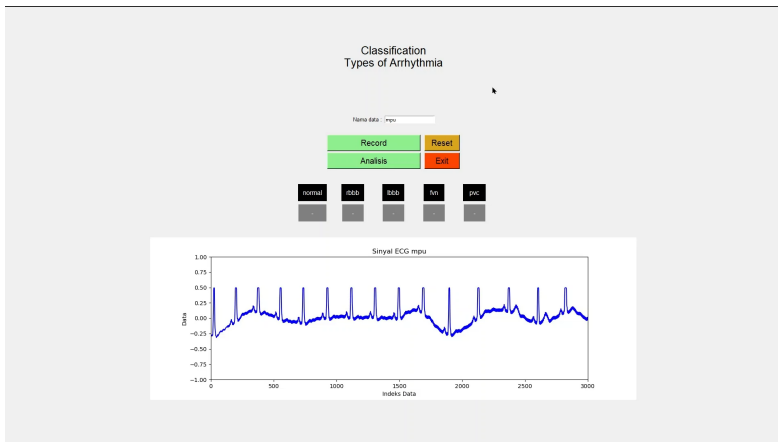 Classification
Types of Arrhythmia
Nama data : mpu
Record Reset
Analisis Exit
normal rbbb lbbb fvn pvc
- - - - -
Sinyal ECG mpu
1.00
0.75
0.50
0.25
0.00
−0.25
−0.50
−0.75
−1.00
Data
0 500 1000 1500 2000 2500 3000
Indeks Data